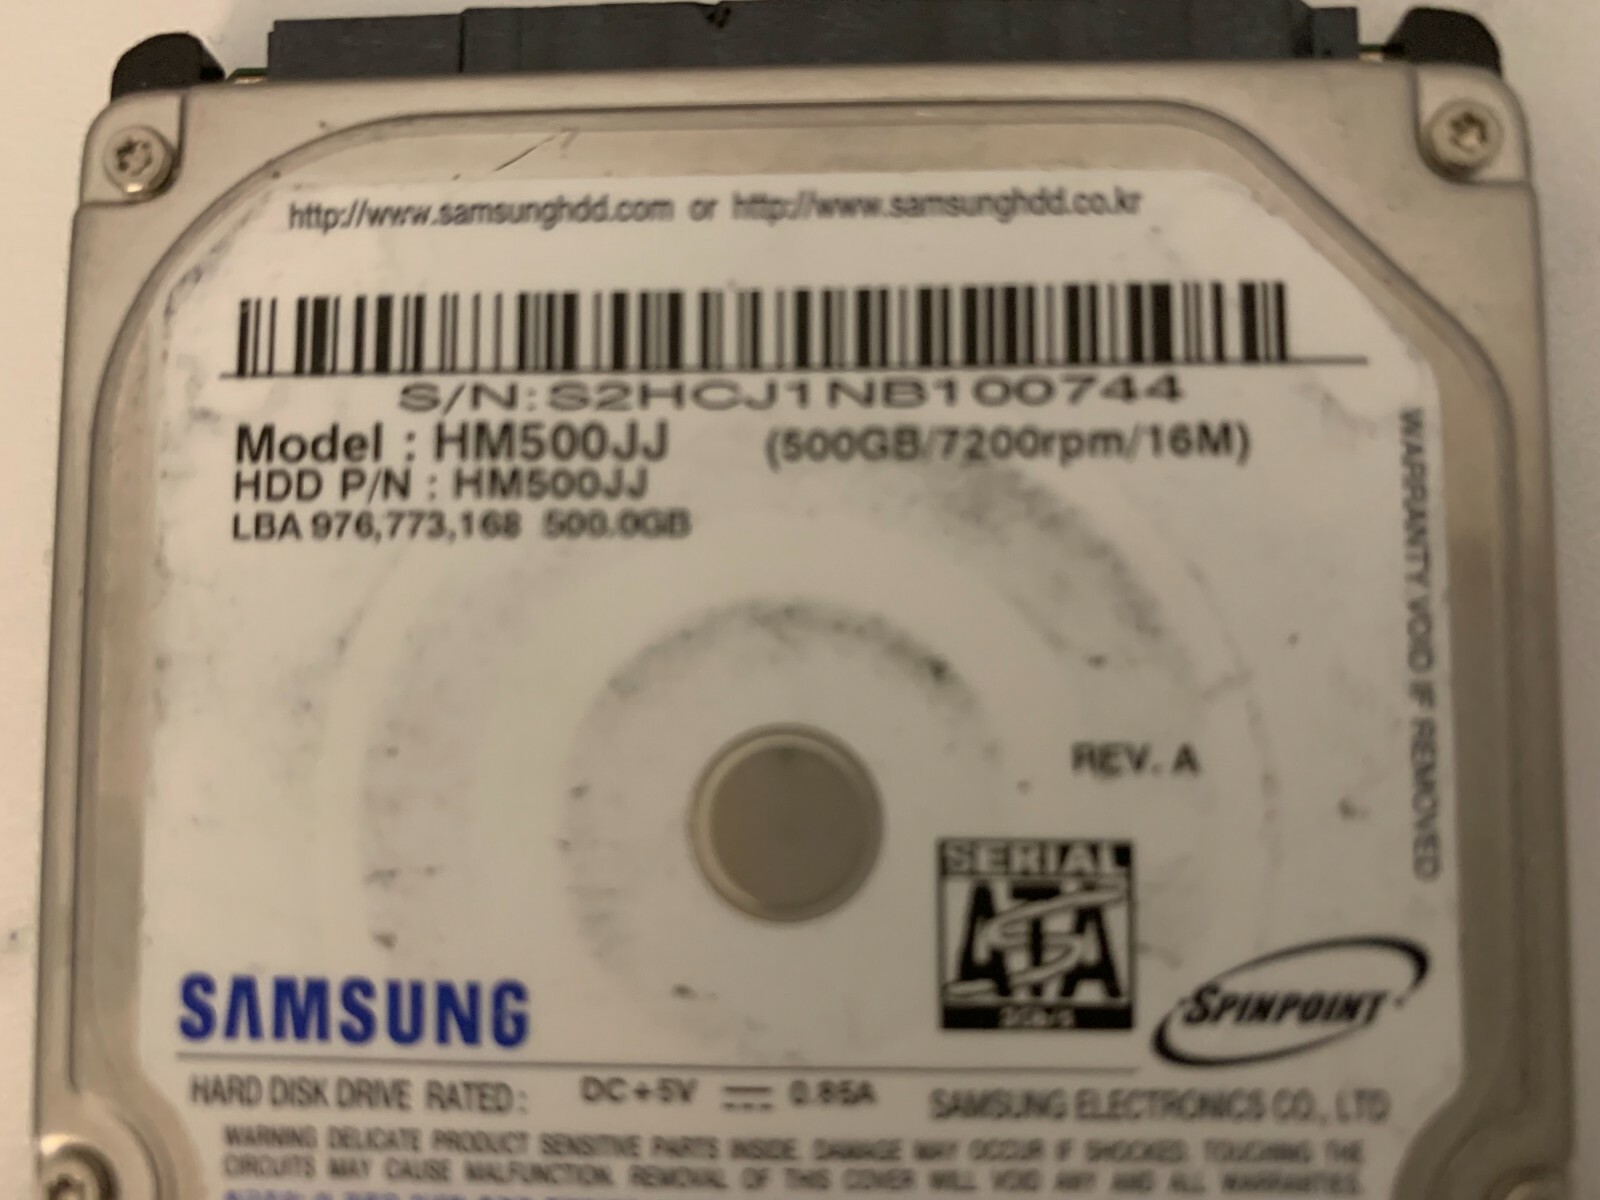 http://www.samsunghdd.com or http://www.samsunghdd.co.kr
S/N:S2HCJ1NB100744
Model : HM500JJ (500GB/7200rpm/16M)
HDD P/N : HM500JJ
LBA 976,773,168 500.0GB
WARRANTY VOID IF REMOVED
REV. A
SERIAL
ATA
3Gb/s
SPINPOINT
SAMSUNG
HARD DISK DRIVE RATED: DC+5V 0.85A SAMSUNG ELECTRONICS CO., LTD
WARNING DELICATE PRODUCT SENSITIVE PARTS INSIDE. DAMAGE MAY OCCUR IF SHOCKED. TOUCHING THE
CIRCUITS MAY CAUSE MALFUNCTION. REMOVAL OF THIS COVER WILL VOID ANY AND ALL WARRANTIES.